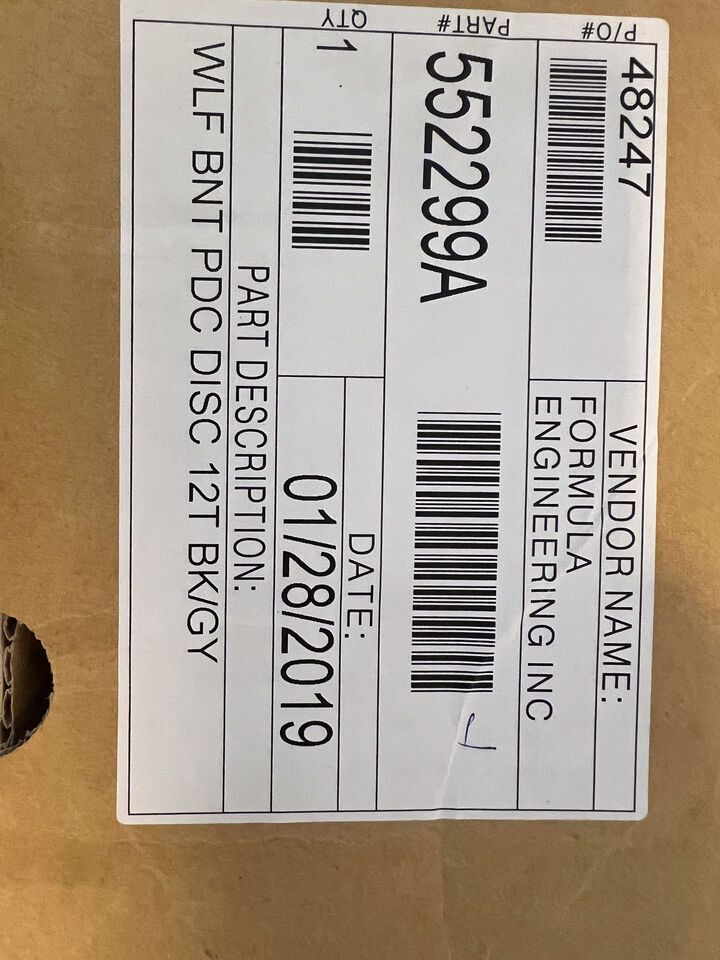 P/O#
48247
VENDOR NAME:
FORMULA
ENGINEERING INC
PART#
552299A
QTY
1
DATE:
01/28/2019
PART DESCRIPTION:
WLF BNT PDC DISC 12T BK/GY